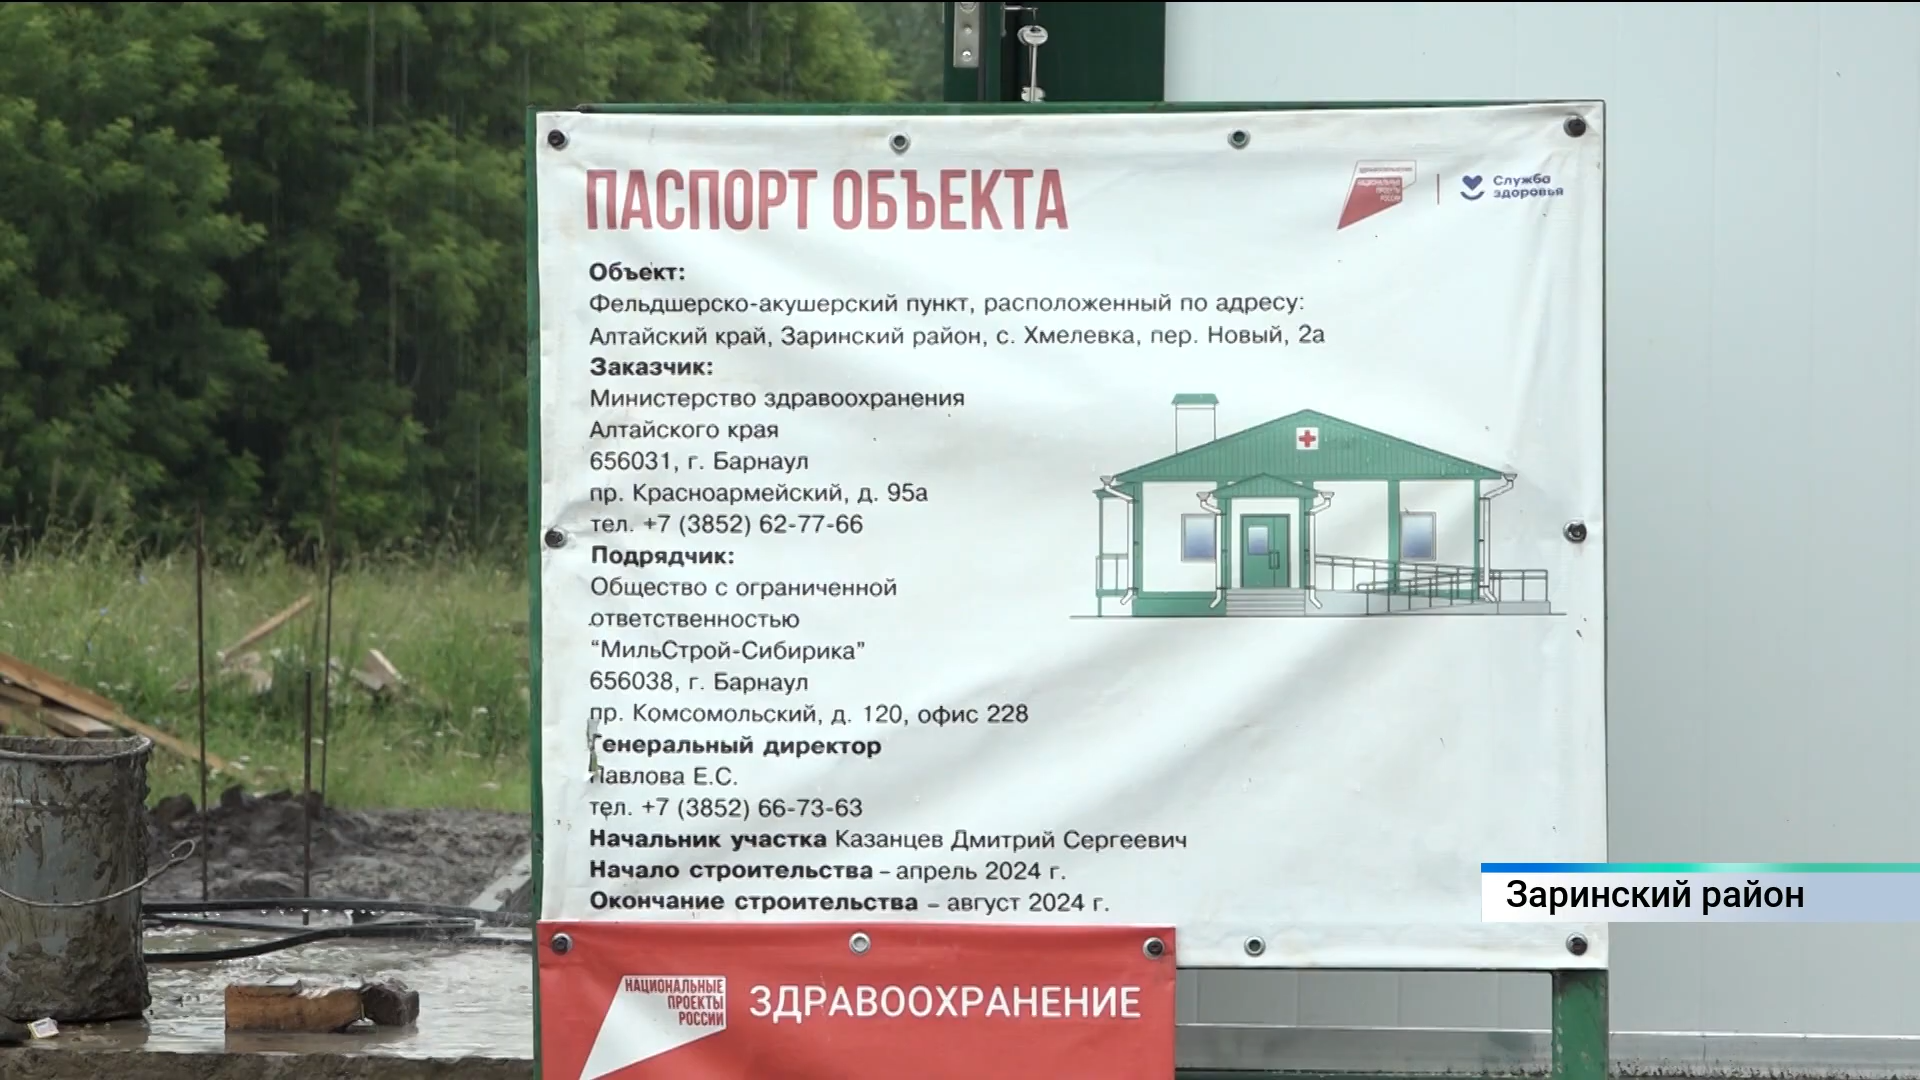 ПАСПОРТ ОБЪЕКТА
ЗДРАВООХРАНЕНИЕ
НАЦИОНАЛЬНЫЕ
ПРОЕКТЫ
РОССИИ
Служба
здоровья
Объект:
Фельдшерско-акушерский пункт, расположенный по адресу:
Алтайский край, Заринский район, с. Хмелевка, пер. Новый, 2а
Заказчик:
Министерство здравоохранения
Алтайского края
656031, г. Барнаул
пр. Красноармейский, д. 95а
тел. +7 (3852) 62-77-66
Подрядчик:
Общество с ограниченной
ответственностью
“МильСтрой-Сибирика”
656038, г. Барнаул
пр. Комсомольский, д. 120, офис 228
Генеральный директор
Павлова Е.С.
тел. +7 (3852) 66-73-63
Начальник участка Казанцев Дмитрий Сергеевич
Начало строительства – апрель 2024 г.
Окончание строительства – август 2024 г.
Заринский район
НАЦИОНАЛЬНЫЕ
ПРОЕКТЫ
РОССИИ
ЗДРАВООХРАНЕНИЕ